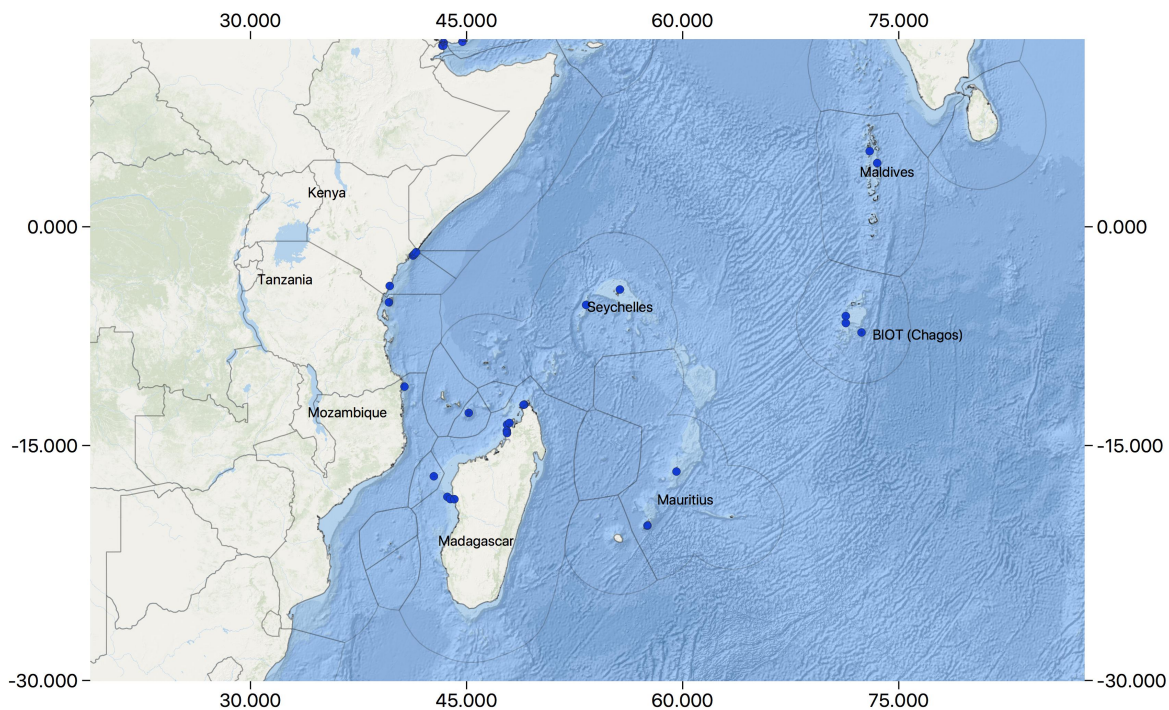 30.000 45.000 60.000 75.000
Maldives
Kenya
0.000 0.000
Tanzania
Seychelles
BIOT (Chagos)
Mozambique
-15.000 -15.000
Mauritius
Madagascar
-30.000 -30.000
30.000 45.000 60.000 75.000